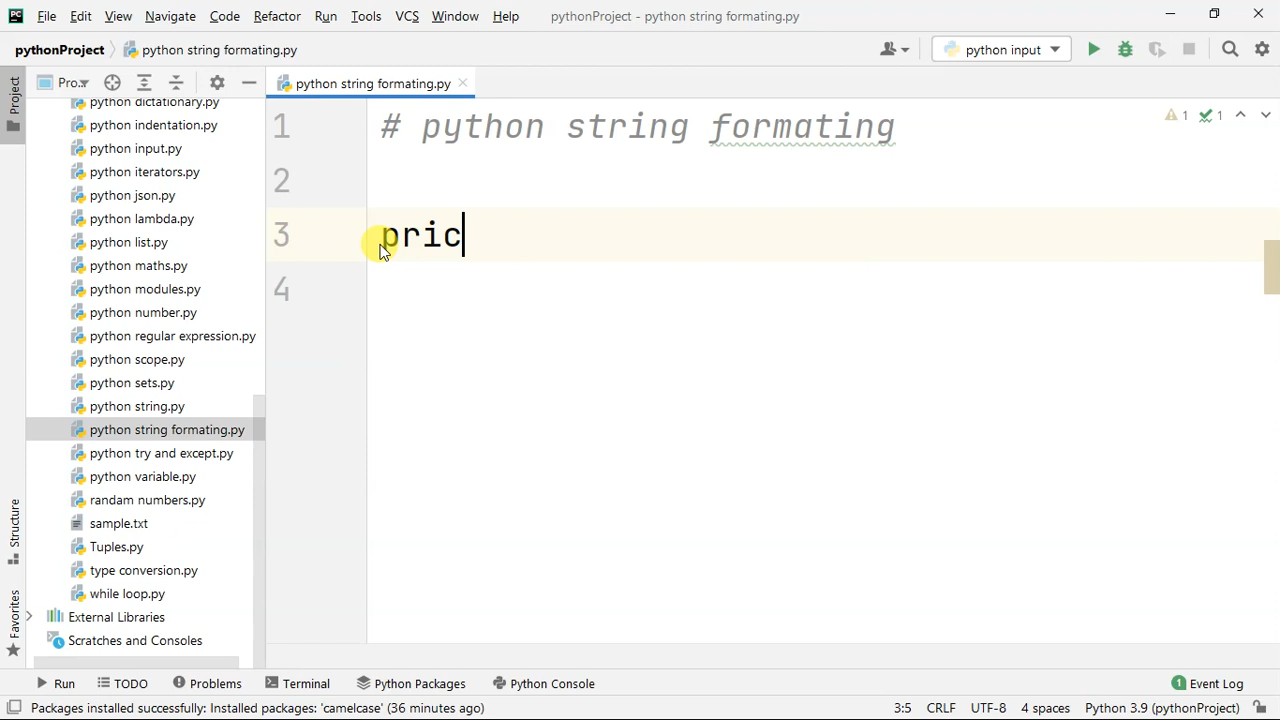 PC File Edit View Navigate Code Refactor Run Tools VCS Window Help pythonProject - python string formating.py
pythonProject python string formating.py python input
Project Pro... python string formating.py
python dictationary.py
python indentation.py
python input.py
python iterators.py
python json.py
python lambda.py
python list.py
python maths.py
python modules.py
python number.py
python regular expression.py
python scope.py
python sets.py
python string.py
python string formating.py
python try and except.py
python variable.py
randam numbers.py
sample.txt
Tuples.py
type conversion.py
while loop.py
External Libraries
Scratches and Consoles
Structure
Favorites
1 # python string formating
1 1
2
3 pric
4
Run TODO Problems Terminal Python Packages Python Console 1 Event Log
Packages installed successfully: Installed packages: 'camelcase' (36 minutes ago) 3:5 CRLF UTF-8 4 spaces Python 3.9 (pythonProject)